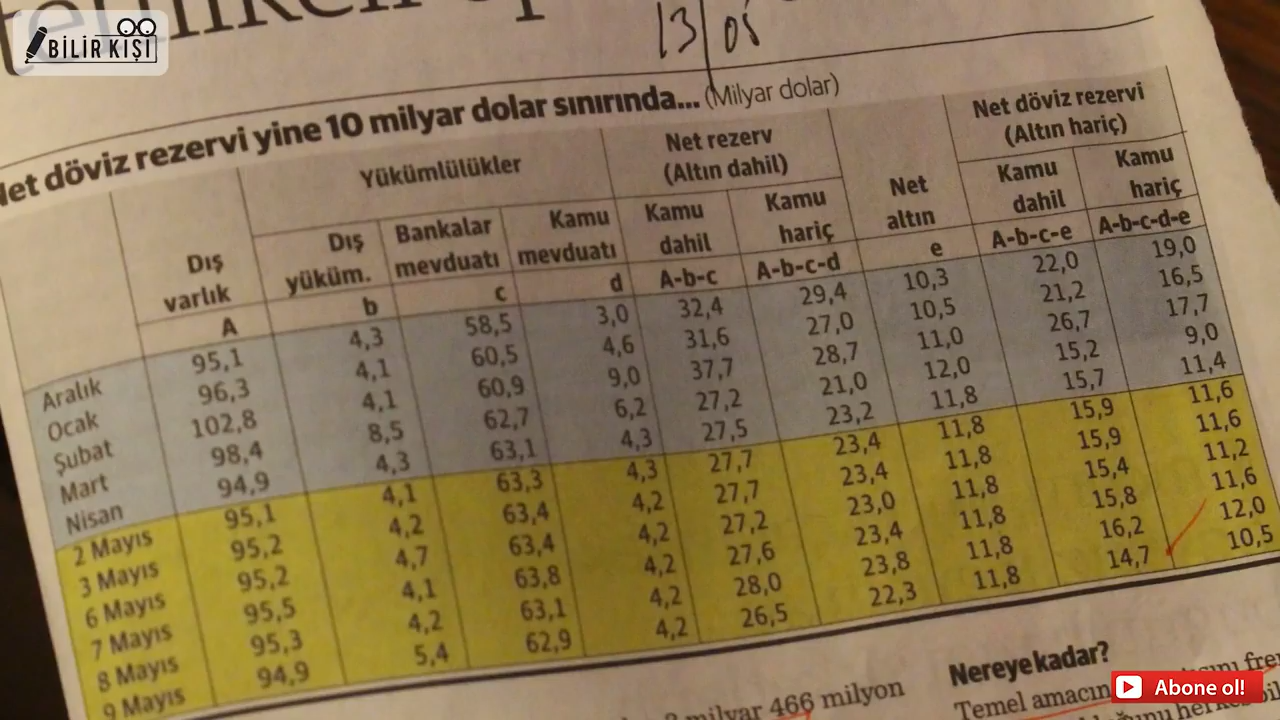 BİLİR KİŞİ
13/05
Net döviz rezervi yine 10 milyar dolar sınırında... (Milyar dolar)
Yükümlülükler Net rezerv (Altın dahil) Net döviz rezervi (Altın hariç)
Dış varlık Dış yüküm. Bankalar mevduatı Kamu mevduatı Kamu dahil Kamu hariç Net altın Kamu dahil Kamu hariç
A b c d A-b-c A-b-c-d e A-b-c-e A-b-c-d-e
Aralık 95,1 4,3 58,5 3,0 32,4 29,4 10,3 22,0 19,0
Ocak 96,3 4,1 60,5 4,6 31,6 27,0 10,5 21,2 16,5
Şubat 102,8 4,1 60,9 9,0 37,7 28,7 11,0 26,7 17,7
Mart 98,4 8,5 62,7 6,2 27,2 21,0 12,0 15,2 9,0
Nisan 94,9 4,3 63,1 4,3 27,5 23,2 11,8 15,7 11,4
2 Mayıs 95,1 4,1 63,3 4,3 27,7 23,4 11,8 15,9 11,6
3 Mayıs 95,2 4,2 63,4 4,2 27,7 23,4 11,8 15,9 11,6
6 Mayıs 95,2 4,7 63,4 4,2 27,2 23,0 11,8 15,4 11,2
7 Mayıs 95,5 4,1 63,8 4,2 27,6 23,4 11,8 15,8 11,6
8 Mayıs 95,3 4,2 63,1 4,2 28,0 23,8 11,8 16,2 12,0
9 Mayıs 94,9 5,4 62,9 4,2 26,5 22,3 11,8 14,7 10,5
milyar 466 milyon
Nereye kadar?
Temel amacın
Abone ol!